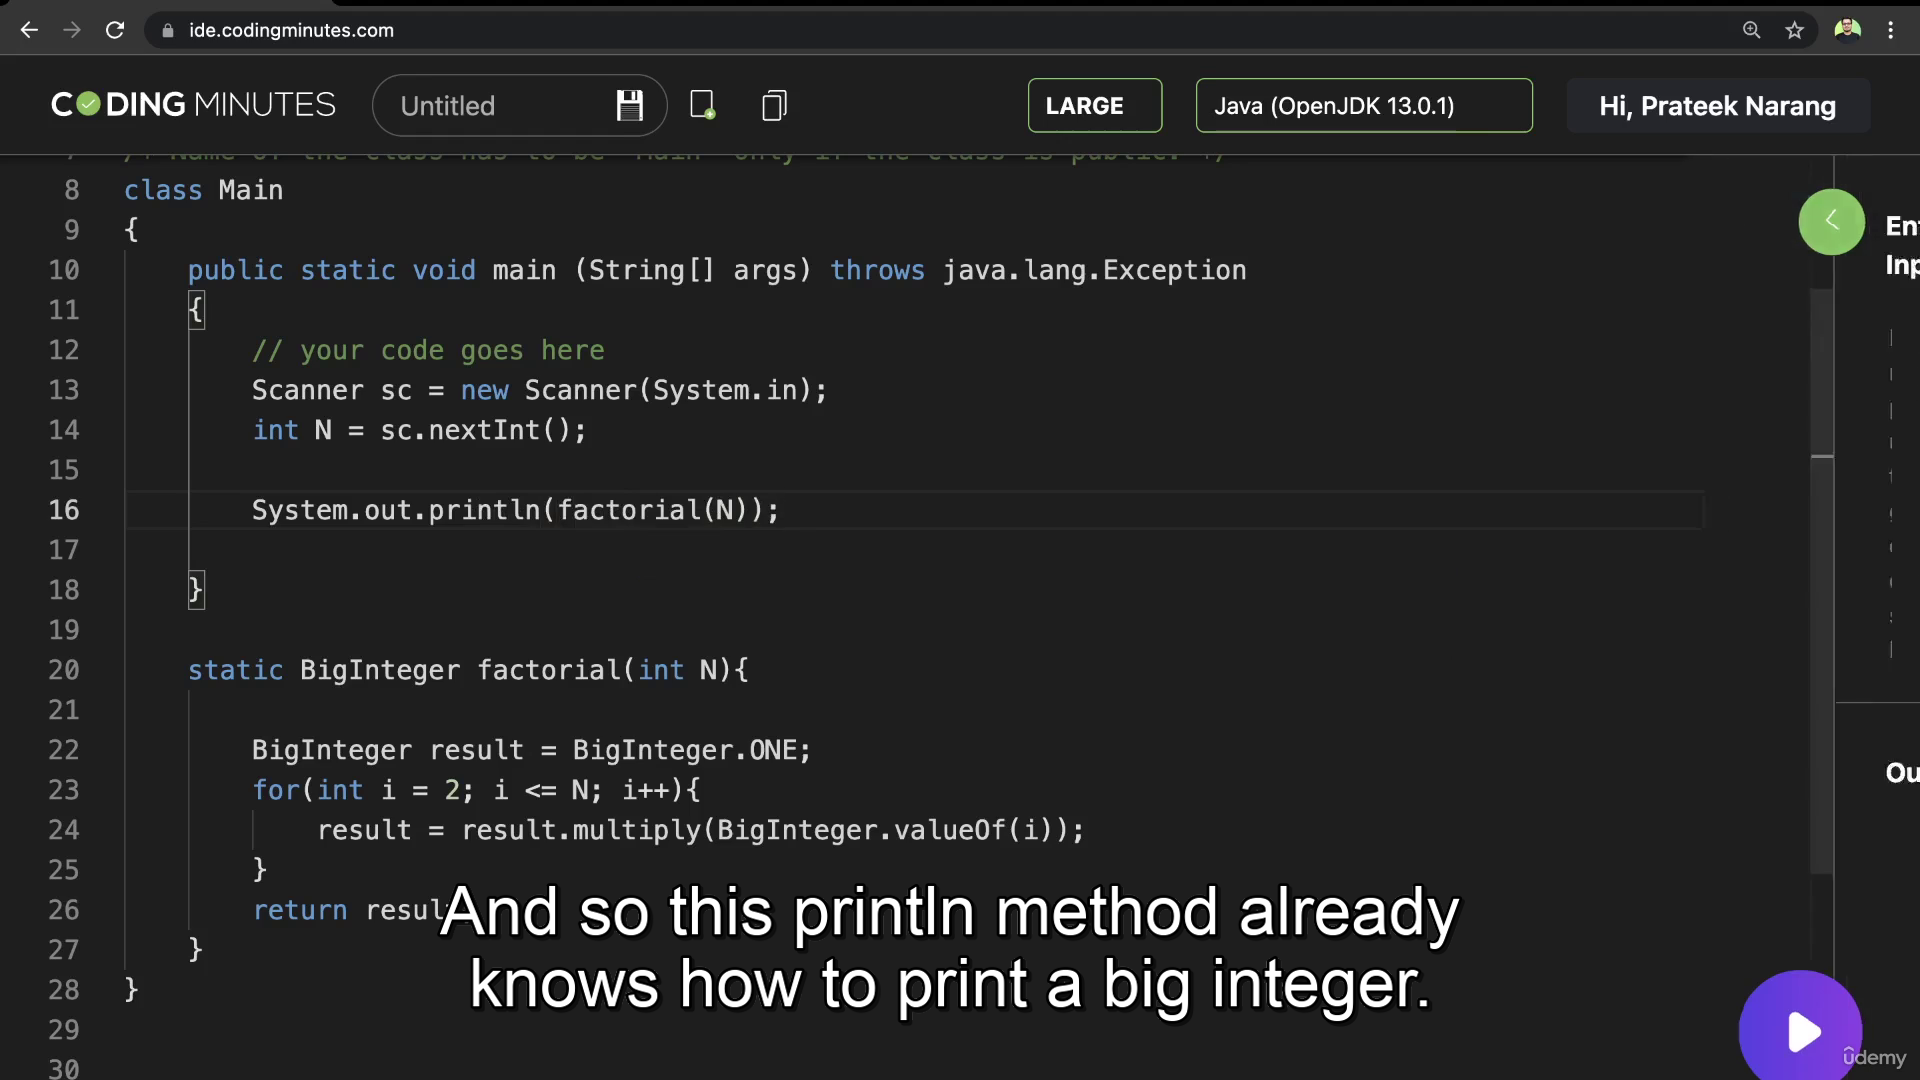 ide.codingminutes.com
CODING MINUTES
Untitled
LARGE
Java (OpenJDK 13.0.1)
Hi, Prateek Narang
8 class Main
9 {
10 public static void main (String[] args) throws java.lang.Exception
11 {
12 // your code goes here
13 Scanner sc = new Scanner(System.in);
14 int N = sc.nextInt();
15
16 System.out.println(factorial(N));
17
18 }
19
20 static BigInteger factorial(int N){
21
22 BigInteger result = BigInteger.ONE;
23 for(int i = 2; i <= N; i++){
24 result = result.multiply(BigInteger.valueOf(i));
25 }
26 return resul
27 }
28 }
29
30
Ent
Inp
Ou
And so this println method already
knows how to print a big integer.
udemy